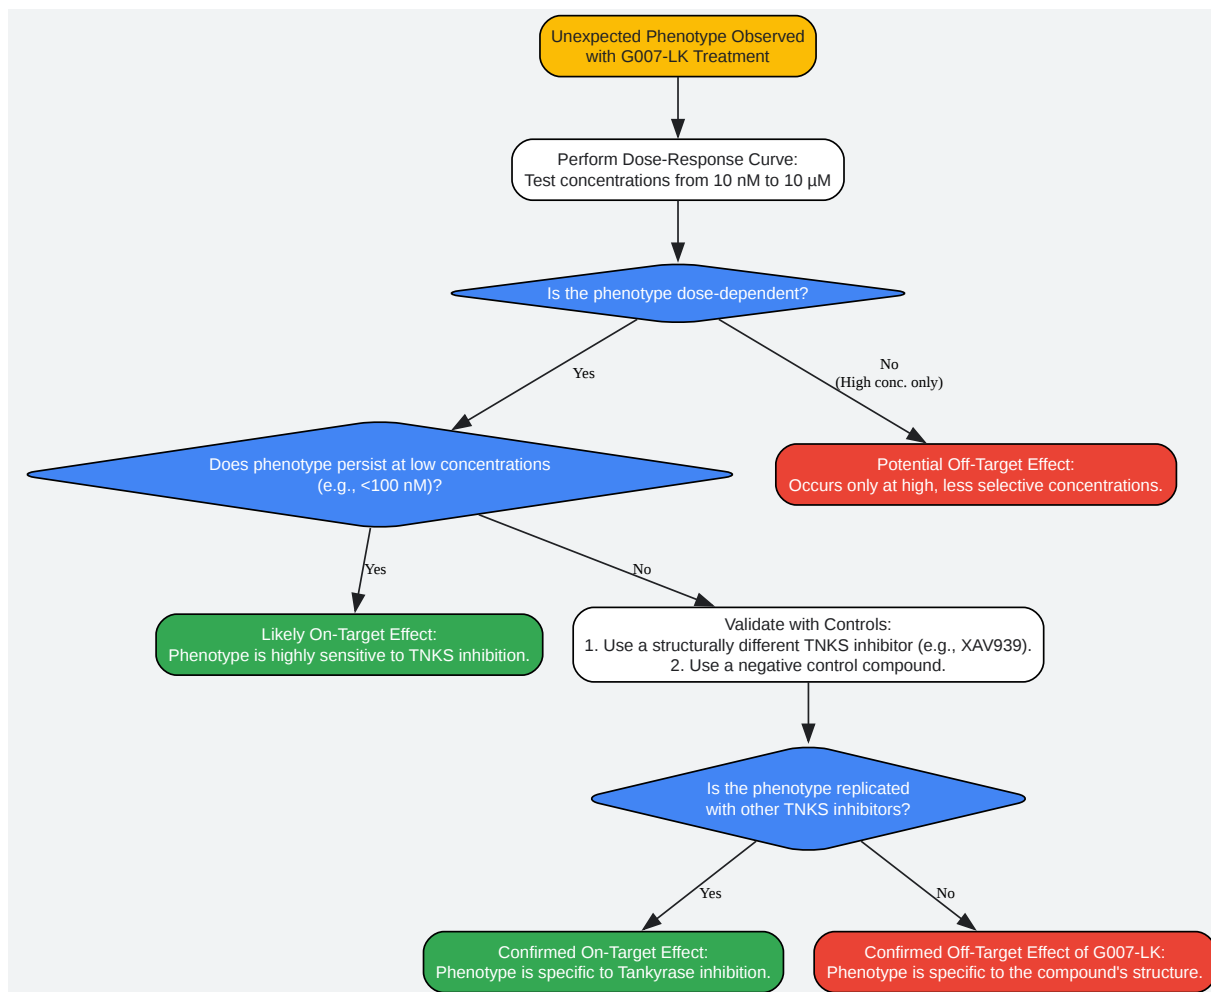 Unexpected Phenotype Observed
with G007-LK Treatment
Perform Dose-Response Curve:
Test concentrations from 10 nM to 10 µM
Is the phenotype dose-dependent?
Yes
No
(High conc. only)
Does phenotype persist at low concentrations
(e.g., <100 nM)?
Potential Off-Target Effect:
Occurs only at high, less selective concentrations.
Yes
No
Likely On-Target Effect:
Phenotype is highly sensitive to TNKS inhibition.
Validate with Controls:
1. Use a structurally different TNKS inhibitor (e.g., XAV939).
2. Use a negative control compound.
Is the phenotype replicated
with other TNKS inhibitors?
Yes
No
Confirmed On-Target Effect:
Phenotype is specific to Tankyrase inhibition.
Confirmed Off-Target Effect of G007-LK:
Phenotype is specific to the compound's structure.